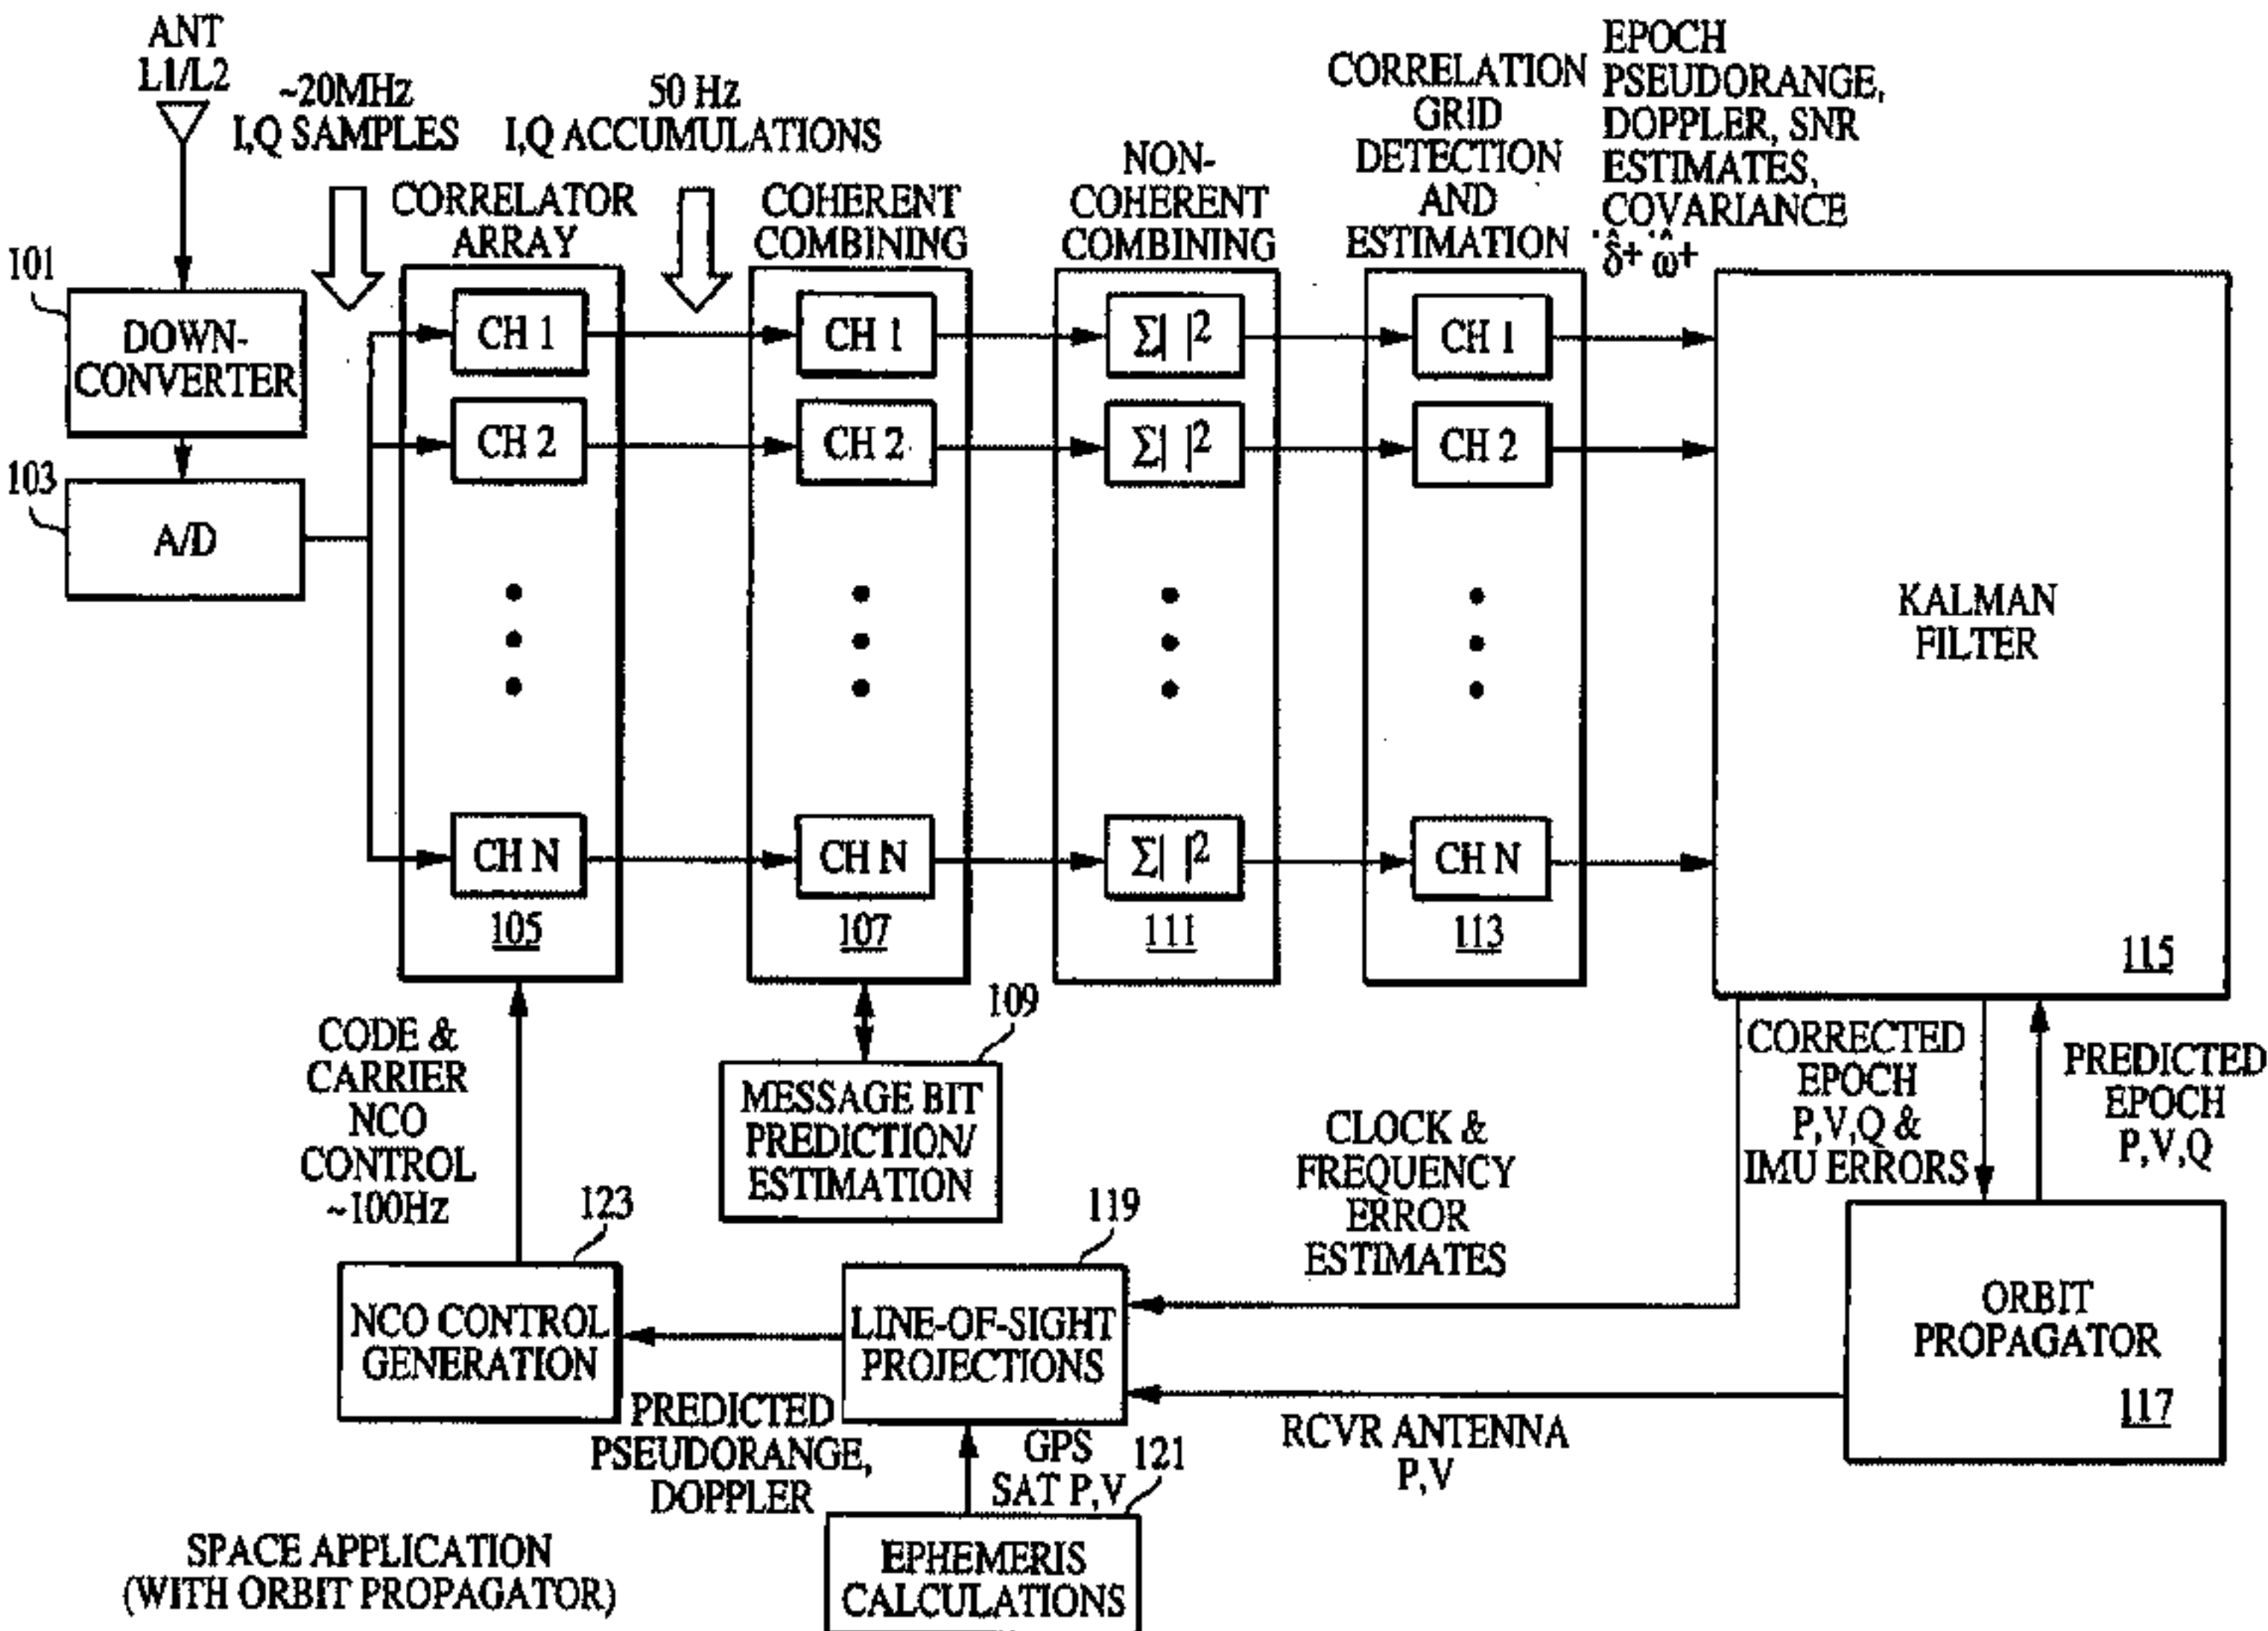 ANT
L1/L2
~20MHz
I,Q SAMPLES
50 Hz
I,Q ACCUMULATIONS
CORRELATOR
ARRAY
COHERENT
COMBINING
NON-
COHERENT
COMBINING
CORRELATION
GRID
DETECTION
AND
ESTIMATION
EPOCH
PSEUDORANGE,
DOPPLER, SNR
ESTIMATES,
COVARIANCE
δ̂+ ω̂+
101
DOWN-
CONVERTER
103
A/D
CH 1
CH 2
CH N
105
CH 1
CH 2
CH N
107
Σ| |²
Σ| |²
Σ| |²
111
CH 1
CH 2
CH N
113
KALMAN
FILTER
115
CODE &
CARRIER
NCO
CONTROL
~100Hz
109
MESSAGE BIT
PREDICTION/
ESTIMATION
CLOCK &
FREQUENCY
ERROR
ESTIMATES
CORRECTED
EPOCH
P,V,Q &
IMU ERRORS
PREDICTED
EPOCH
P,V,Q
123
NCO CONTROL
GENERATION
119
LINE-OF-SIGHT
PROJECTIONS
ORBIT
PROPAGATOR
117
PREDICTED
PSEUDORANGE,
DOPPLER
GPS
SAT P,V
121
RCVR ANTENNA
P,V
EPHEMERIS
CALCULATIONS
SPACE APPLICATION
(WITH ORBIT PROPAGATOR)